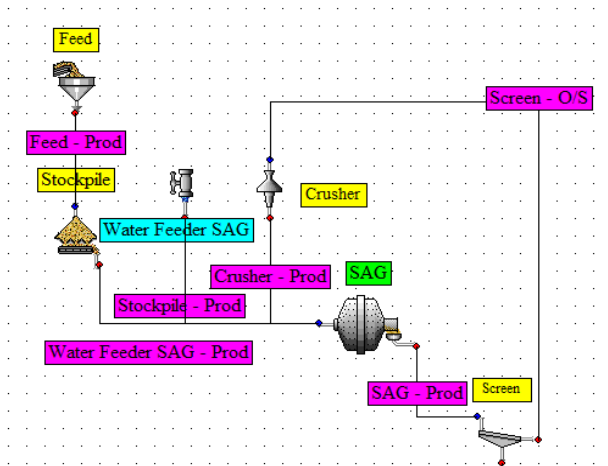 Feed
Screen - O/S
Feed - Prod
Stockpile
Crusher
Water Feeder SAG
Crusher - Prod
SAG
Stockpile - Prod
Water Feeder SAG - Prod
SAG - Prod
Screen